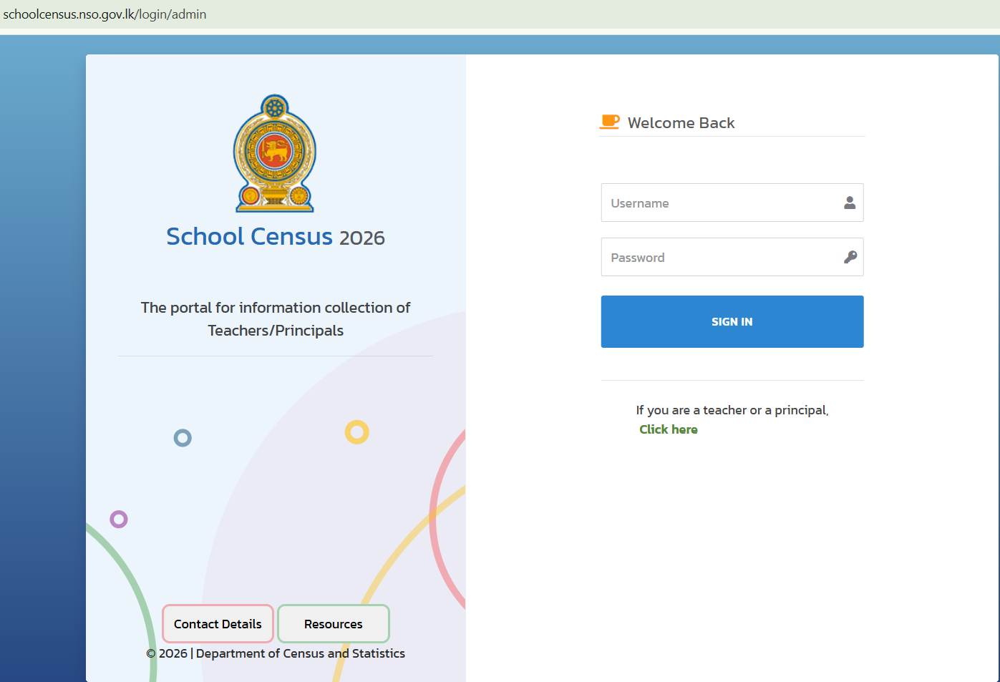 schoolcensus.nso.gov.lk/login/admin
School Census 2026
The portal for information collection of
Teachers/Principals
Contact Details
Resources
© 2026 | Department of Census and Statistics
Welcome Back
Username
Password
SIGN IN
If you are a teacher or a principal,
Click here